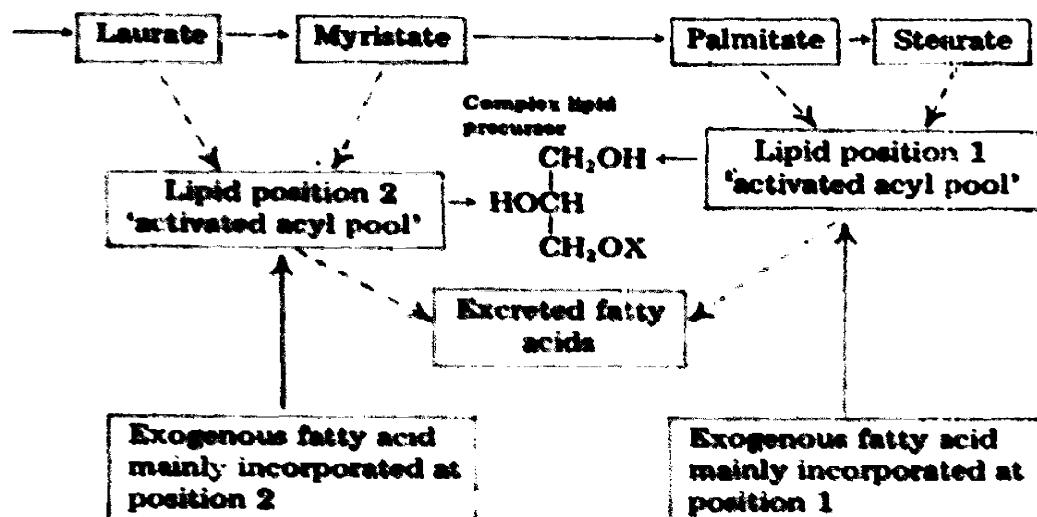 Laurate
Myristate
Palmitate
Stearate
Complex lipid
precursor
CH₂OH
Lipid position 1
'activated acyl pool'
Lipid position 2
'activated acyl pool'
HOCH
CH₂OX
Excreted fatty
acids
Exogenous fatty acid
mainly incorporated at
position 2
Exogenous fatty acid
mainly incorporated at
position 1